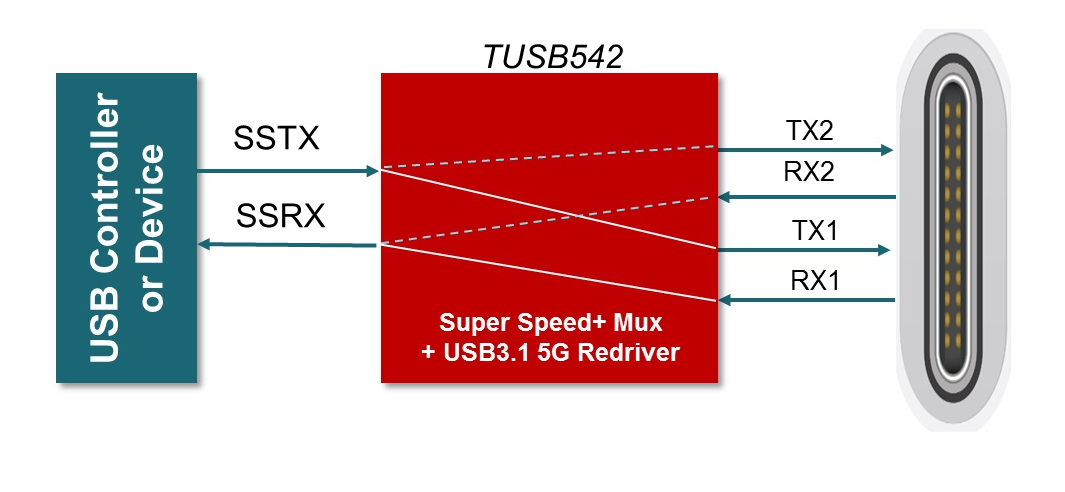 TUSB542
USB Controller
or Device
SSTX
SSRX
TX2
RX2
TX1
RX1
Super Speed+ Mux
+ USB3.1 5G Redriver